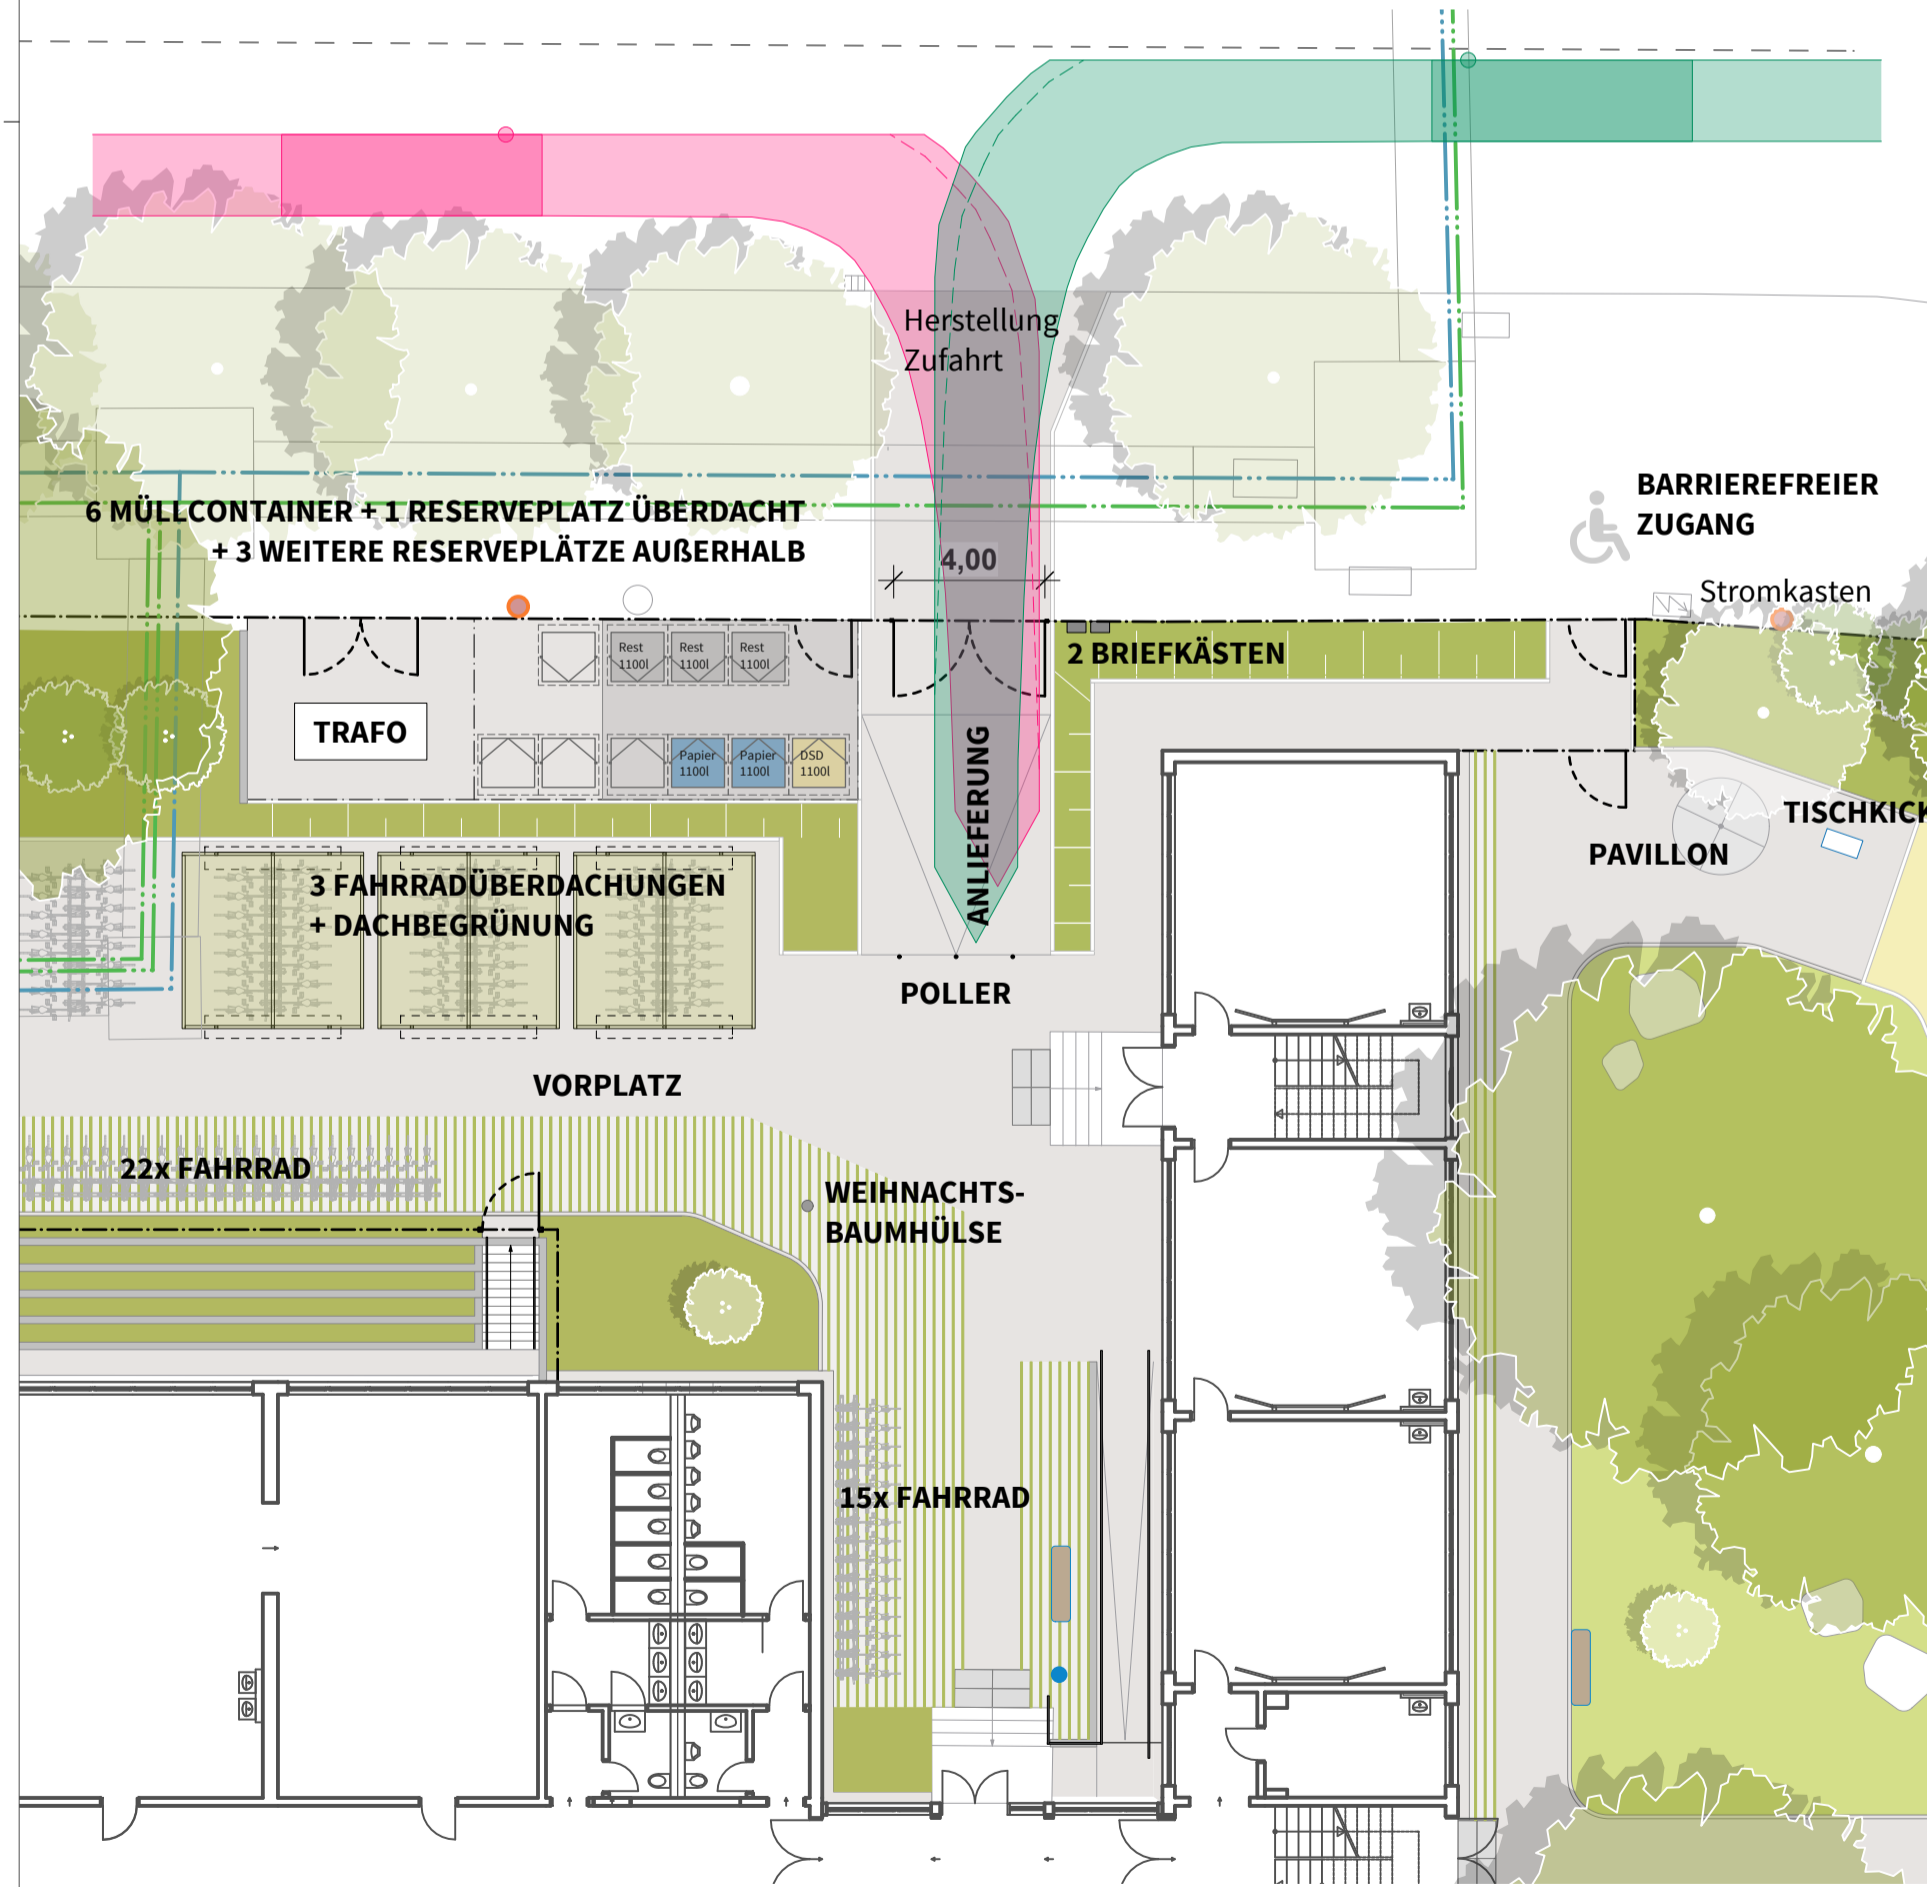 Herstellung
Zufahrt
6 MÜLLCONTAINER + 1 RESERVEPLATZ ÜBERDACHT
+ 3 WEITERE RESERVEPLÄTZE AUßERHALB
4,00
BARRIEREFREIER
ZUGANG
Stromkasten
Rest
1100l
Rest
1100l
Rest
1100l
2 BRIEFKÄSTEN
TRAFO
Papier
1100l
Papier
1100l
DSD
1100l
ANLIEFERUNG
TISCHKICK
PAVILLON
3 FAHRRADÜBERDACHUNGEN
+ DACHBEGRÜNUNG
POLLER
VORPLATZ
22x FAHRRAD
WEIHNACHTS-
BAUMHÜLSE
15x FAHRRAD